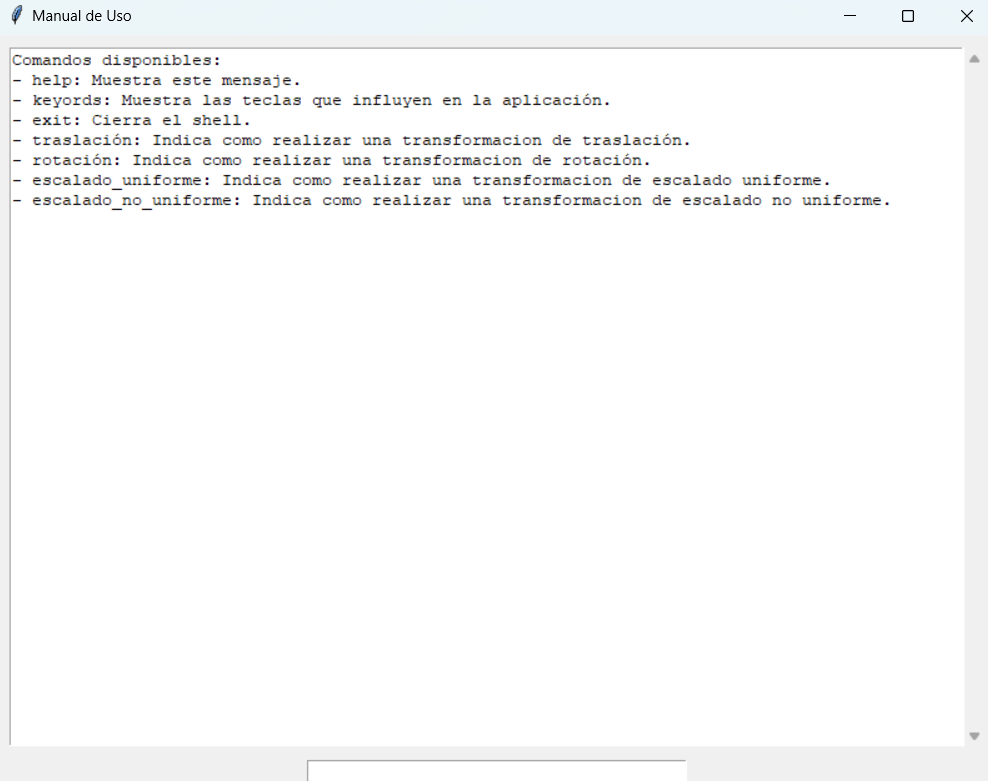 Manual de Uso
Comandos disponibles:
- help: Muestra este mensaje.
- keyords: Muestra las teclas que influyen en la aplicación.
- exit: Cierra el shell.
- traslación: Indica como realizar una transformacion de traslación.
- rotación: Indica como realizar una transformacion de rotación.
- escalado_uniforme: Indica como realizar una transformacion de escalado uniforme.
- escalado_no_uniforme: Indica como realizar una transformacion de escalado no uniforme.